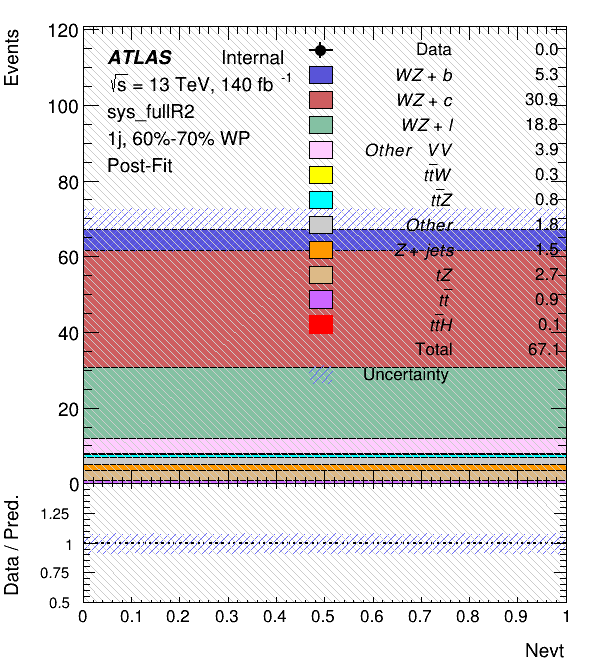 Events
120
100
80
60
40
20
0
ATLAS Internal
√s = 13 TeV, 140 fb -1
sys_fullR2
1j, 60%-70% WP
Post-Fit
Data 0.0
WZ + b 5.3
WZ + c 30.9
WZ + l 18.8
Other VV 3.9
tt̄W 0.3
tt̄Z 0.8
Other 1.8
Z + jets 1.5
tZ 2.7
tt̄ 0.9
tt̄H 0.1
Total 67.1
Uncertainty
Data / Pred.
1.25
1
0.75
0.5
0 0.1 0.2 0.3 0.4 0.5 0.6 0.7 0.8 0.9 1
Nevt